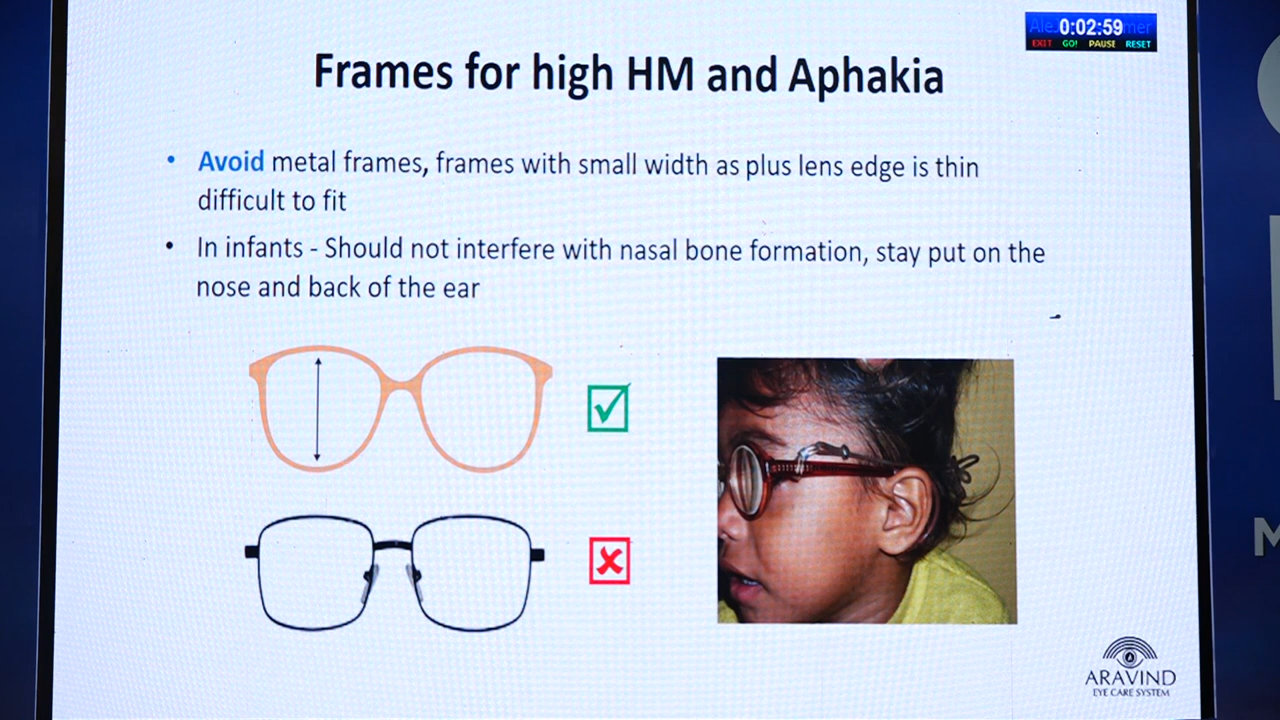 0:02:59
EXIT GO! PAUSE RESET
Frames for high HM and Aphakia
• Avoid metal frames, frames with small width as plus lens edge is thin
difficult to fit
• In infants - Should not interfere with nasal bone formation, stay put on the
nose and back of the ear
ARAVIND
EYE CARE SYSTEM
M